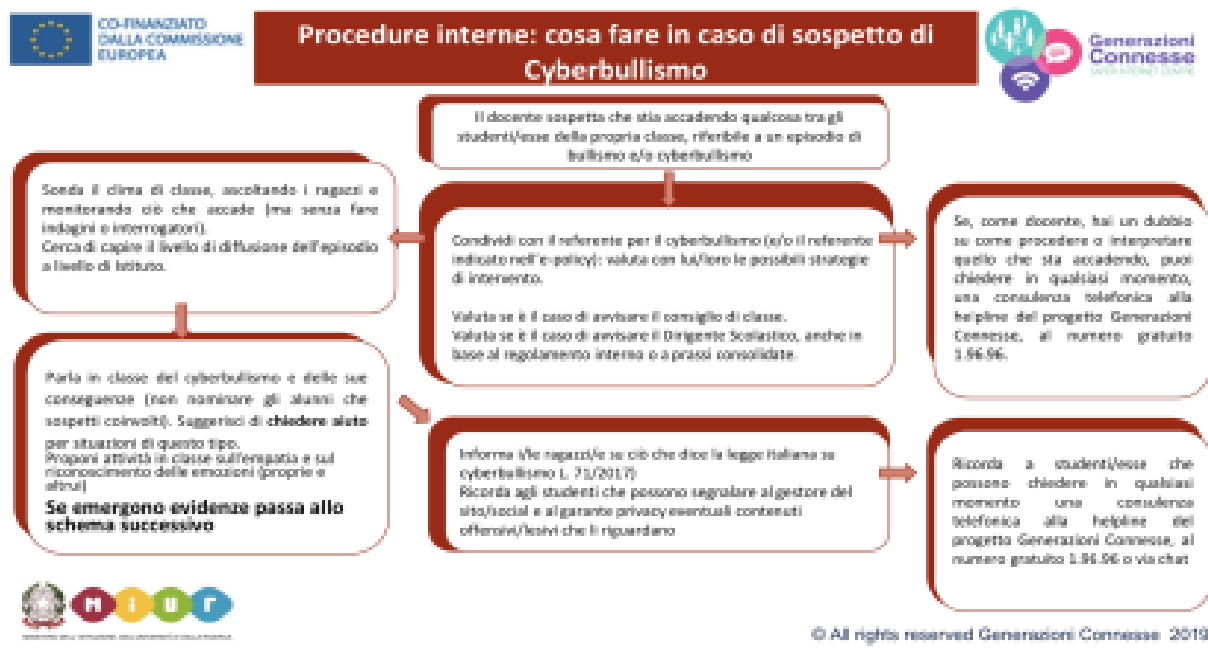 CO-FINANZIATO
DALLA COMMISSIONE
EUROPEA
Procedure interne: cosa fare in caso di sospetto di
Cyberbullismo
Generazioni
Connesse
SAFER INTERNET CENTRE
Il docente sospetta che stia accadendo qualcosa tra gli
studenti/esse della propria classe, riferibile a un episodio di
bullismo e/o cyberbullismo
Sonda il clima di classe, ascoltando i ragazzi e
monitorando ciò che accade (ma senza fare
indagini o interrogatori).
Cerca di capire il livello di diffusione dell'episodio
a livello di Istituto.
Condividi con il referente per il cyberbullismo (e/o il referente
indicato nell'e-policy): valuta con lui/loro le possibili strategie
di intervento.
Valuta se è il caso di avvisare il consiglio di classe.
Valuta se è il caso di avvisare il Dirigente Scolastico, anche in
base al regolamento interno o a prassi consolidate.
Se, come docente, hai un dubbio
su come procedere o interpretare
quello che sta accadendo, puoi
chiedere in qualsiasi momento,
una consulenza telefonica alla
helpline del progetto Generazioni
Connesse, al numero gratuito
1.96.96.
Parla in classe del cyberbullismo e delle sue
conseguenze (non nominare gli alunni che
sospetti coinvolti). Suggerisci di chiedere aiuto
per situazioni di questo tipo.
Proponi attività in classe sull'empatia e sul
riconoscimento delle emozioni (proprie e
altrui)
Se emergono evidenze passa allo
schema successivo
Informa i/le ragazzi/e su ciò che dice la legge italiana su
cyberbullismo L. 71/2017)
Ricorda agli studenti che possono segnalare al gestore del
sito/social e al garante privacy eventuali contenuti
offensivi/lesivi che li riguardano
Ricorda a studenti/esse che
possono chiedere in qualsiasi
momento una consulenza
telefonica alla helpline del
progetto Generazioni Connesse, al
numero gratuito 1.96.96 o via chat
Miur
© All rights reserved Generazioni Connesse 2019